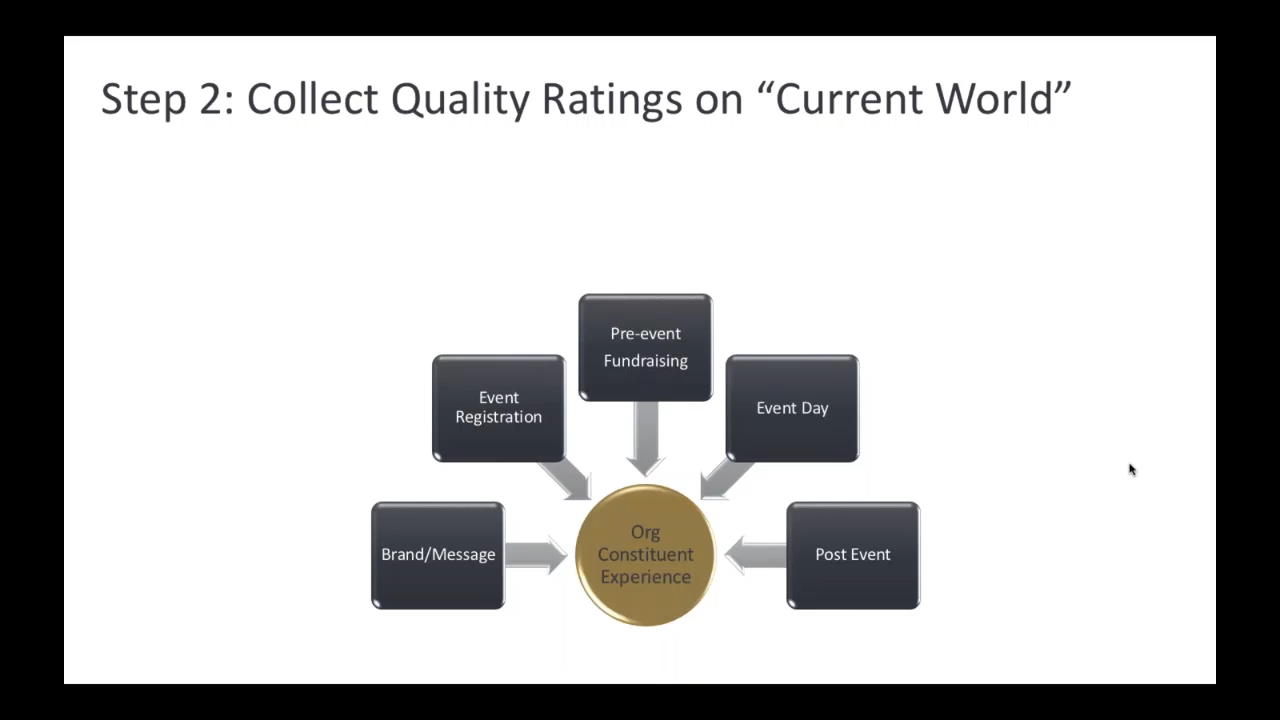 Step 2: Collect Quality Ratings on “Current World”
Pre-event
Fundraising
Event
Registration
Event Day
Brand/Message
Org
Constituent
Experience
Post Event